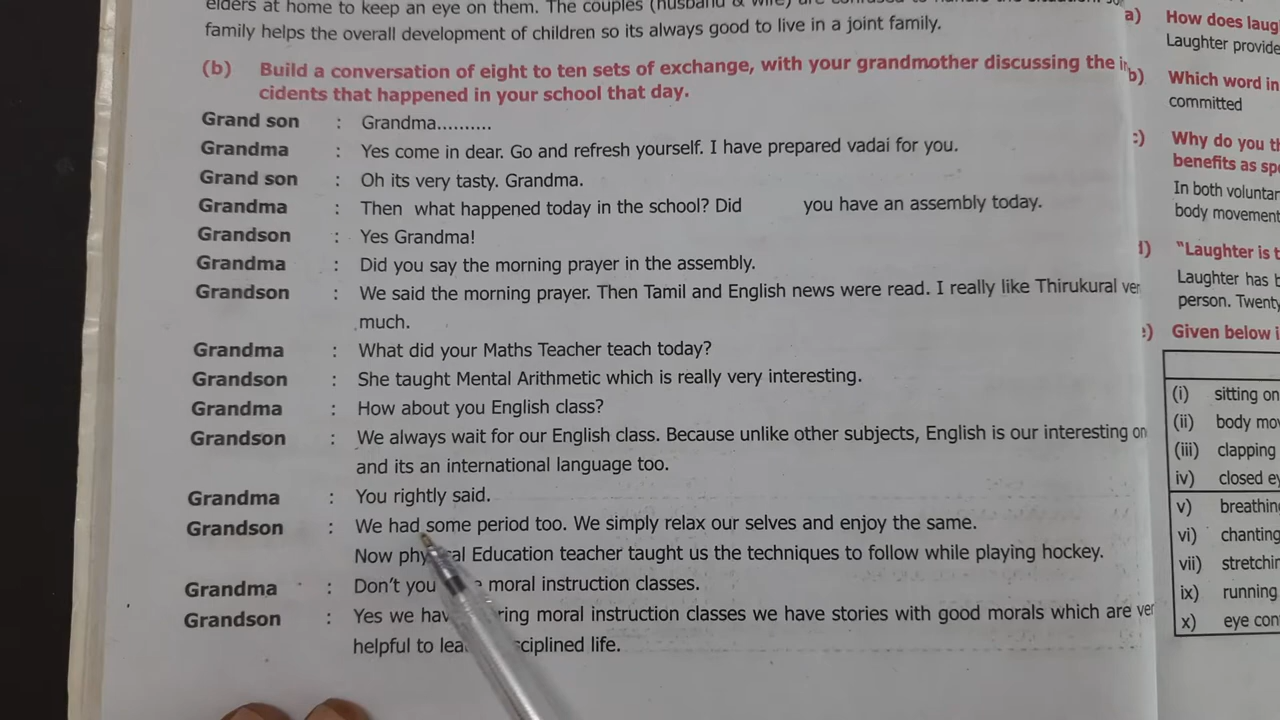 elders at home to keep an eye on them. The couples (husband & wife) are confused to handle the situation.
family helps the overall development of children so its always good to live in a joint family.
(b) Build a conversation of eight to ten sets of exchange, with your grandmother discussing the in
cidents that happened in your school that day.
Grand son : Grandma..........
Grandma : Yes come in dear. Go and refresh yourself. I have prepared vadai for you.
Grand son : Oh its very tasty. Grandma.
Grandma : Then what happened today in the school? Did you have an assembly today.
Grandson : Yes Grandma!
Grandma : Did you say the morning prayer in the assembly.
Grandson : We said the morning prayer. Then Tamil and English news were read. I really like Thirukural ver
much.
Grandma : What did your Maths Teacher teach today?
Grandson : She taught Mental Arithmetic which is really very interesting.
Grandma : How about you English class?
Grandson : We always wait for our English class. Because unlike other subjects, English is our interesting on
and its an international language too.
Grandma : You rightly said.
Grandson : We had some period too. We simply relax our selves and enjoy the same.
Now physical Education teacher taught us the techniques to follow while playing hockey.
Grandma : Don't you moral instruction classes.
Grandson : Yes we hav ring moral instruction classes we have stories with good morals which are ver
helpful to lea sciplined life.
a) How does laug
Laughter provide
b) Which word in
committed
c) Why do you th
benefits as spo
In both voluntar
body movement
d) "Laughter is t
Laughter has b
person. Twenty
e) Given below i
(i) sitting on
(ii) body mov
(iii) clapping
iv) closed ey
v) breathin
vi) chanting
vii) stretchin
ix) running
x) eye con